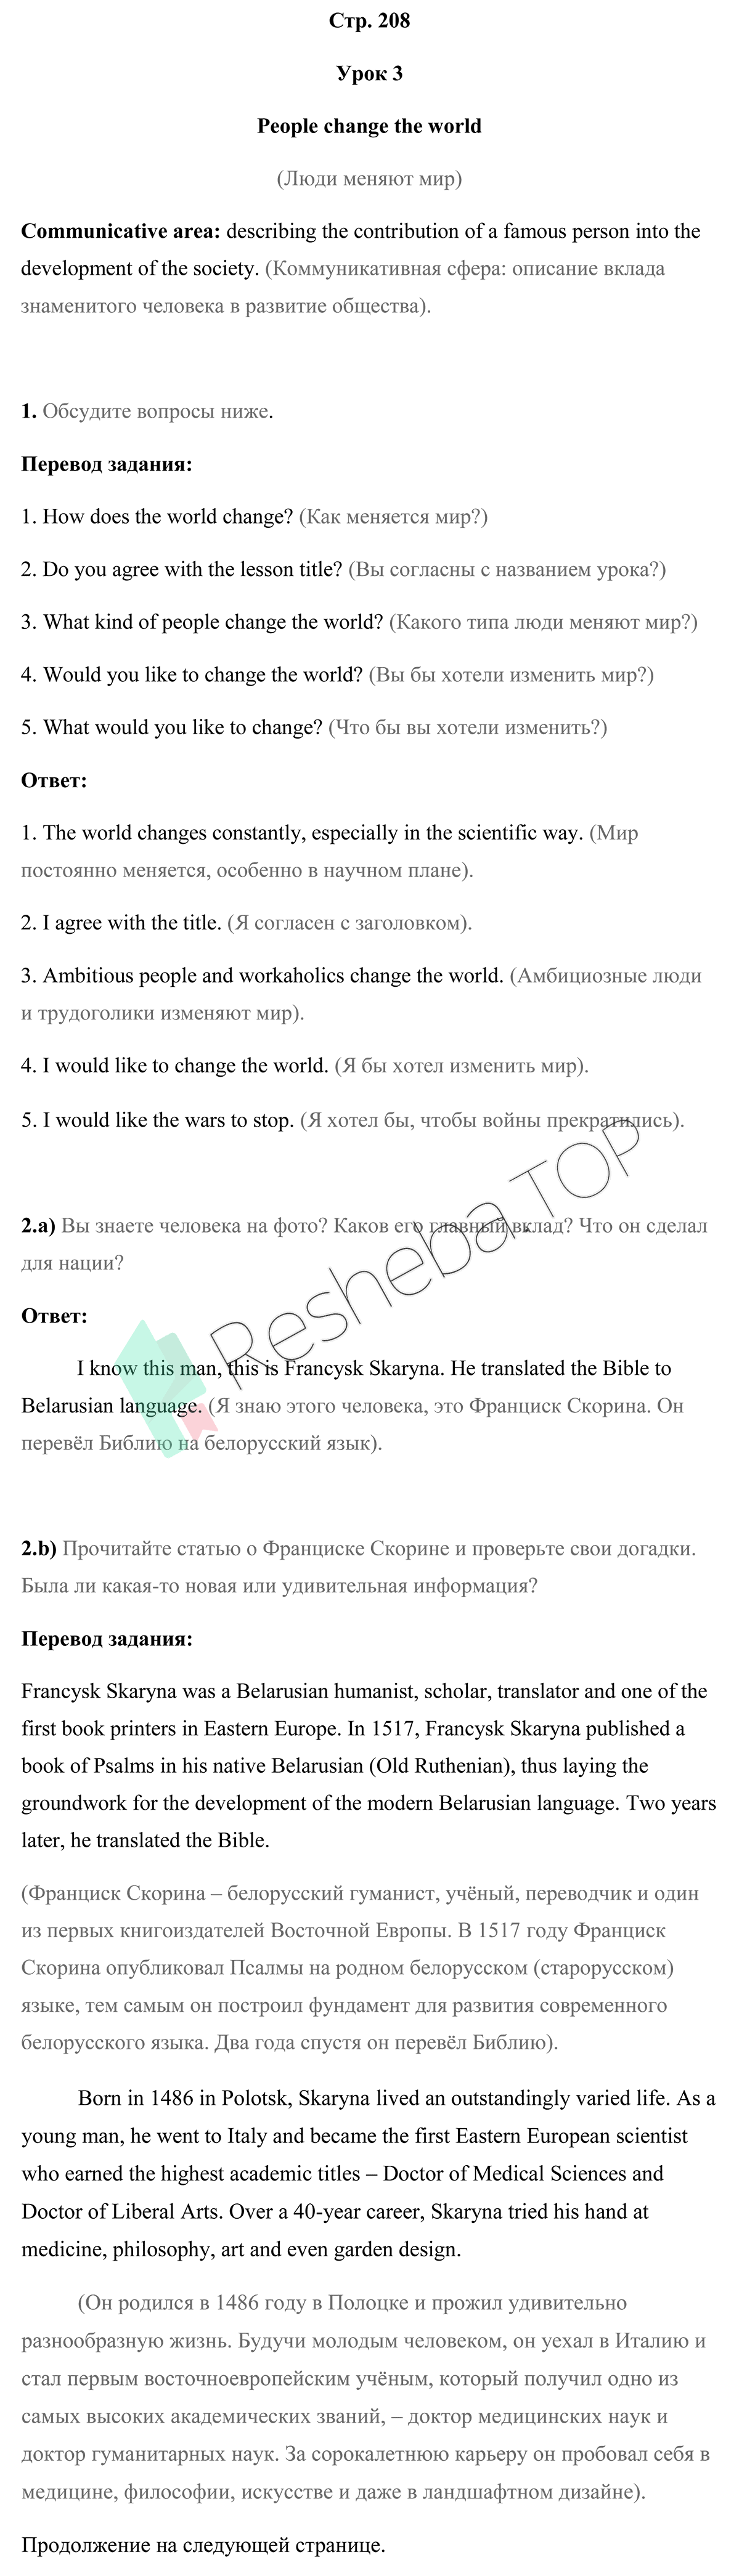 Стр. 208
Урок 3
People change the world
(Люди меняют мир)
Communicative area: describing the contribution of a famous person into the
development of the society. (Коммуникативная сфера: описание вклада
знаменитого человека в развитие общества).
1. Обсудите вопросы ниже.
Перевод задания:
1. How does the world change? (Как меняется мир?)
2. Do you agree with the lesson title? (Вы согласны с названием урока?)
3. What kind of people change the world? (Какого типа люди меняют мир?)
4. Would you like to change the world? (Вы бы хотели изменить мир?)
5. What would you like to change? (Что бы вы хотели изменить?)
Ответ:
1. The world changes constantly, especially in the scientific way. (Мир
постоянно меняется, особенно в научном плане).
2. I agree with the title. (Я согласен с заголовком).
3. Ambitious people and workaholics change the world. (Амбициозные люди
и трудоголики изменяют мир).
4. I would like to change the world. (Я бы хотел изменить мир).
5. I would like the wars to stop. (Я хотел бы, чтобы войны прекратились).
2.a) Вы знаете человека на фото? Каков его главный вклад? Что он сделал
для нации?
Ответ:
I know this man, this is Francysk Skaryna. He translated the Bible to
Belarusian language. (Я знаю этого человека, это Франциск Скорина. Он
перевёл Библию на белорусский язык).
Resheba TOP
2.b) Прочитайте статью о Франциске Скорине и проверьте свои догадки.
Была ли какая-то новая или удивительная информация?
Перевод задания:
Francysk Skaryna was a Belarusian humanist, scholar, translator and one of the
first book printers in Eastern Europe. In 1517, Francysk Skaryna published a
book of Psalms in his native Belarusian (Old Ruthenian), thus laying the
groundwork for the development of the modern Belarusian language. Two years
later, he translated the Bible.
(Франциск Скорина – белорусский гуманист, учёный, переводчик и один
из первых книгоиздателей Восточной Европы. В 1517 году Франциск
Скорина опубликовал Псалмы на родном белорусском (старорусском)
языке, тем самым он построил фундамент для развития современного
белорусского языка. Два года спустя он перевёл Библию).
Born in 1486 in Polotsk, Skaryna lived an outstandingly varied life. As a
young man, he went to Italy and became the first Eastern European scientist
who earned the highest academic titles – Doctor of Medical Sciences and
Doctor of Liberal Arts. Over a 40-year career, Skaryna tried his hand at
medicine, philosophy, art and even garden design.
(Он родился в 1486 году в Полоцке и прожил удивительно
разнообразную жизнь. Будучи молодым человеком, он уехал в Италию и
стал первым восточноевропейским учёным, который получил одно из
самых высоких академических званий, – доктор медицинских наук и
доктор гуманитарных наук. За сорокалетнюю карьеру он пробовал себя в
медицине, философии, искусстве и даже в ландшафтном дизайне).
Продолжение на следующей странице.